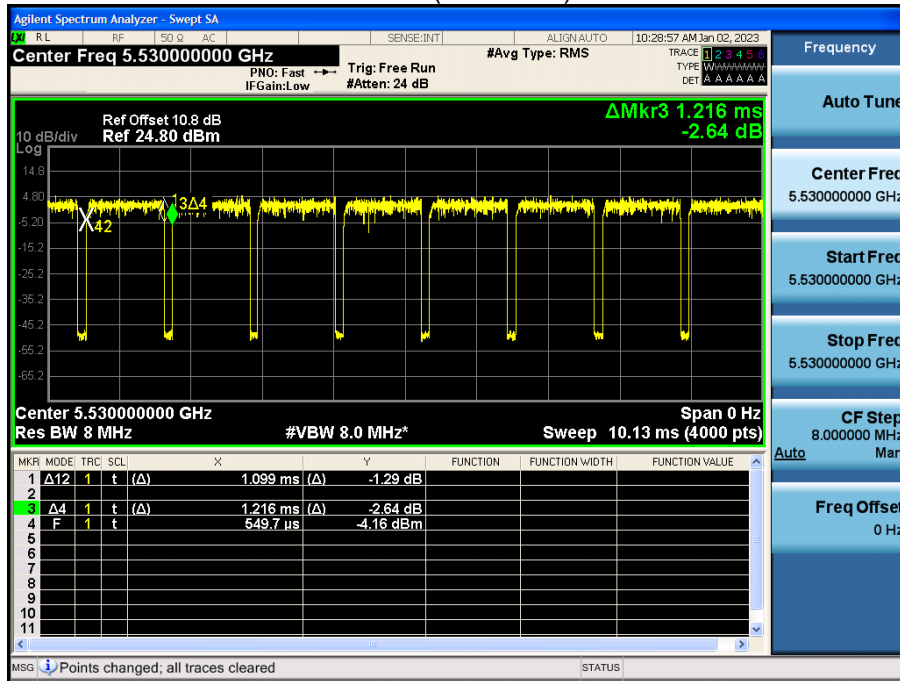 Agilent Spectrum Analyzer - Swept SA
LXI RL RF 50 Ω AC SENSE:INT ALIGN AUTO 10:28:57 AM Jan 02, 2023
Center Freq 5.530000000 GHz #Avg Type: RMS TRACE 1 2 3 4 5 6
PNO: Fast Trig: Free Run TYPE WWWWWW
IFGain:Low #Atten: 24 dB DET A A A A A A
ΔMkr3 1.216 ms
-2.64 dB
Ref Offset 10.8 dB
10 dB/div Ref 24.80 dBm
Log
14.8
4.80
-5.20
-15.2
-25.2
-35.2
-45.2
-55.2
-65.2
42
3Δ4
Center 5.530000000 GHz Span 0 Hz
Res BW 8 MHz #VBW 8.0 MHz* Sweep 10.13 ms (4000 pts)
MKR MODE TRC SCL X Y FUNCTION FUNCTION WIDTH FUNCTION VALUE
1 Δ12 1 t (Δ) 1.099 ms (Δ) -1.29 dB
2
3 Δ4 1 t (Δ) 1.216 ms (Δ) -2.64 dB
4 F 1 t 549.7 µs -4.16 dBm
5
6
7
8
9
10
11
MSG Points changed; all traces cleared STATUS
Frequency
Auto Tune
Center Freq
5.530000000 GHz
Start Freq
5.530000000 GHz
Stop Freq
5.530000000 GHz
CF Step
8.000000 MHz
Auto Man
Freq Offset
0 Hz